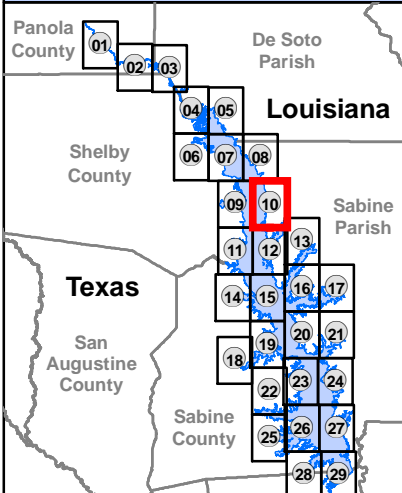 Panola
County
01
De Soto
Parish
02
03
04
05
Louisiana
Shelby
County
06
07
08
09
10
Sabine
Parish
11
12
13
Texas
14
15
16
17
San
Augustine
County
18
19
20
21
22
23
24
Sabine
County
25
26
27
28
29